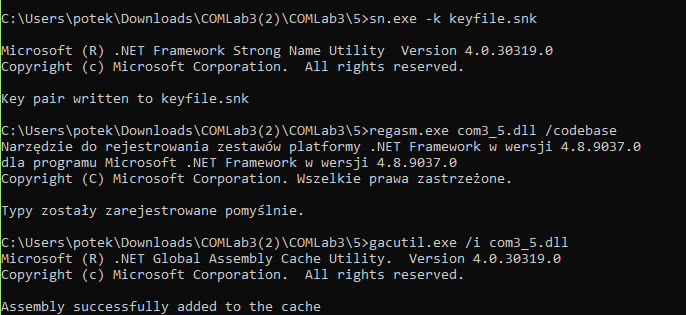 C:\Users\potek\Downloads\COMLab3(2)\COMLab3\5>sn.exe -k keyfile.snk
Microsoft (R) .NET Framework Strong Name Utility  Version 4.0.30319.0
Copyright (c) Microsoft Corporation.  All rights reserved.
Key pair written to keyfile.snk
C:\Users\potek\Downloads\COMLab3(2)\COMLab3\5>regasm.exe com3_5.dll /codebase
Narzędzie do rejestrowania zestawów platformy .NET Framework w wersji 4.8.9037.0
dla programu Microsoft .NET Framework w wersji 4.8.9037.0
Copyright (C) Microsoft Corporation. Wszelkie prawa zastrzeżone.
Typy zostały zarejestrowane pomyślnie.
C:\Users\potek\Downloads\COMLab3(2)\COMLab3\5>gacutil.exe /i com3_5.dll
Microsoft (R) .NET Global Assembly Cache Utility.  Version 4.0.30319.0
Copyright (c) Microsoft Corporation.  All rights reserved.
Assembly successfully added to the cache